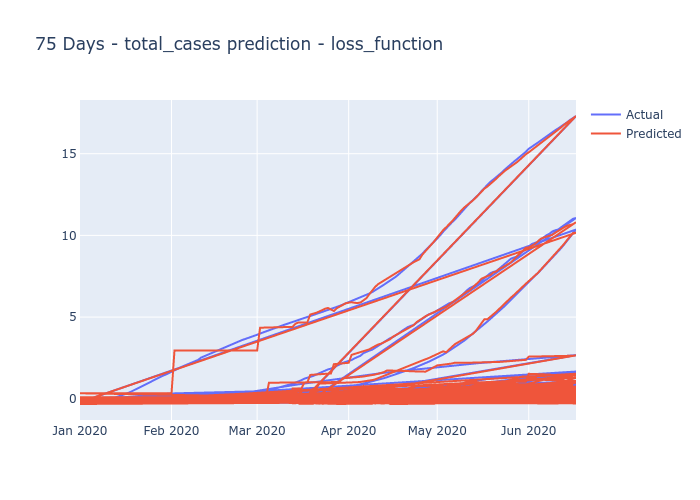 75 Days - total_cases prediction - loss_function
Actual
Predicted
15
10
5
0
Jan 2020
Feb 2020
Mar 2020
Apr 2020
May 2020
Jun 2020